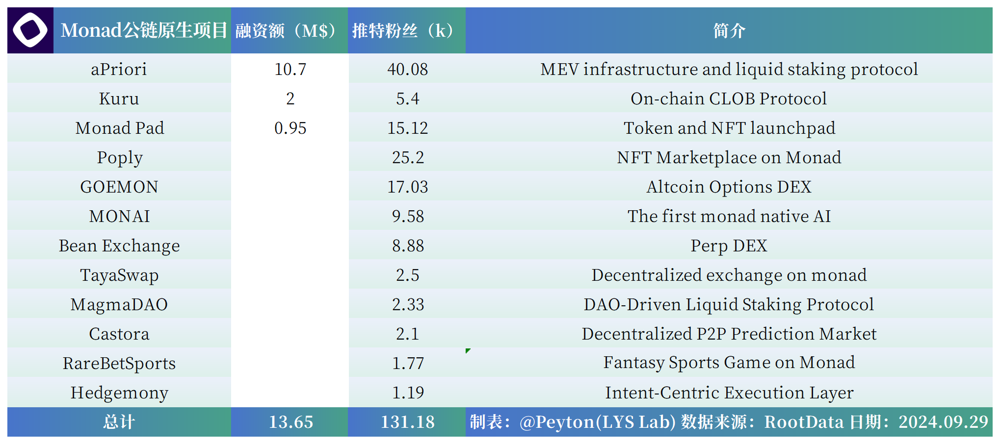 Monad公链原生项目 融资额（M$） 推特粉丝（k） 简介
aPriori 10.7 40.08 MEV infrastructure and liquid staking protocol
Kuru 2 5.4 On-chain CLOB Protocol
Monad Pad 0.95 15.12 Token and NFT launchpad
Poply 25.2 NFT Marketplace on Monad
GOEMON 17.03 Altcoin Options DEX
MONAI 9.58 The first monad native AI
Bean Exchange 8.88 Perp DEX
TayaSwap 2.5 Decentralized exchange on monad
MagmaDAO 2.33 DAO-Driven Liquid Staking Protocol
Castora 2.1 Decentralized P2P Prediction Market
RareBetSports 1.77 Fantasy Sports Game on Monad
Hedgemony 1.19 Intent-Centric Execution Layer
总计 13.65 131.18 制表：@Peyton(LYS Lab) 数据来源：RootData 日期：2024.09.29